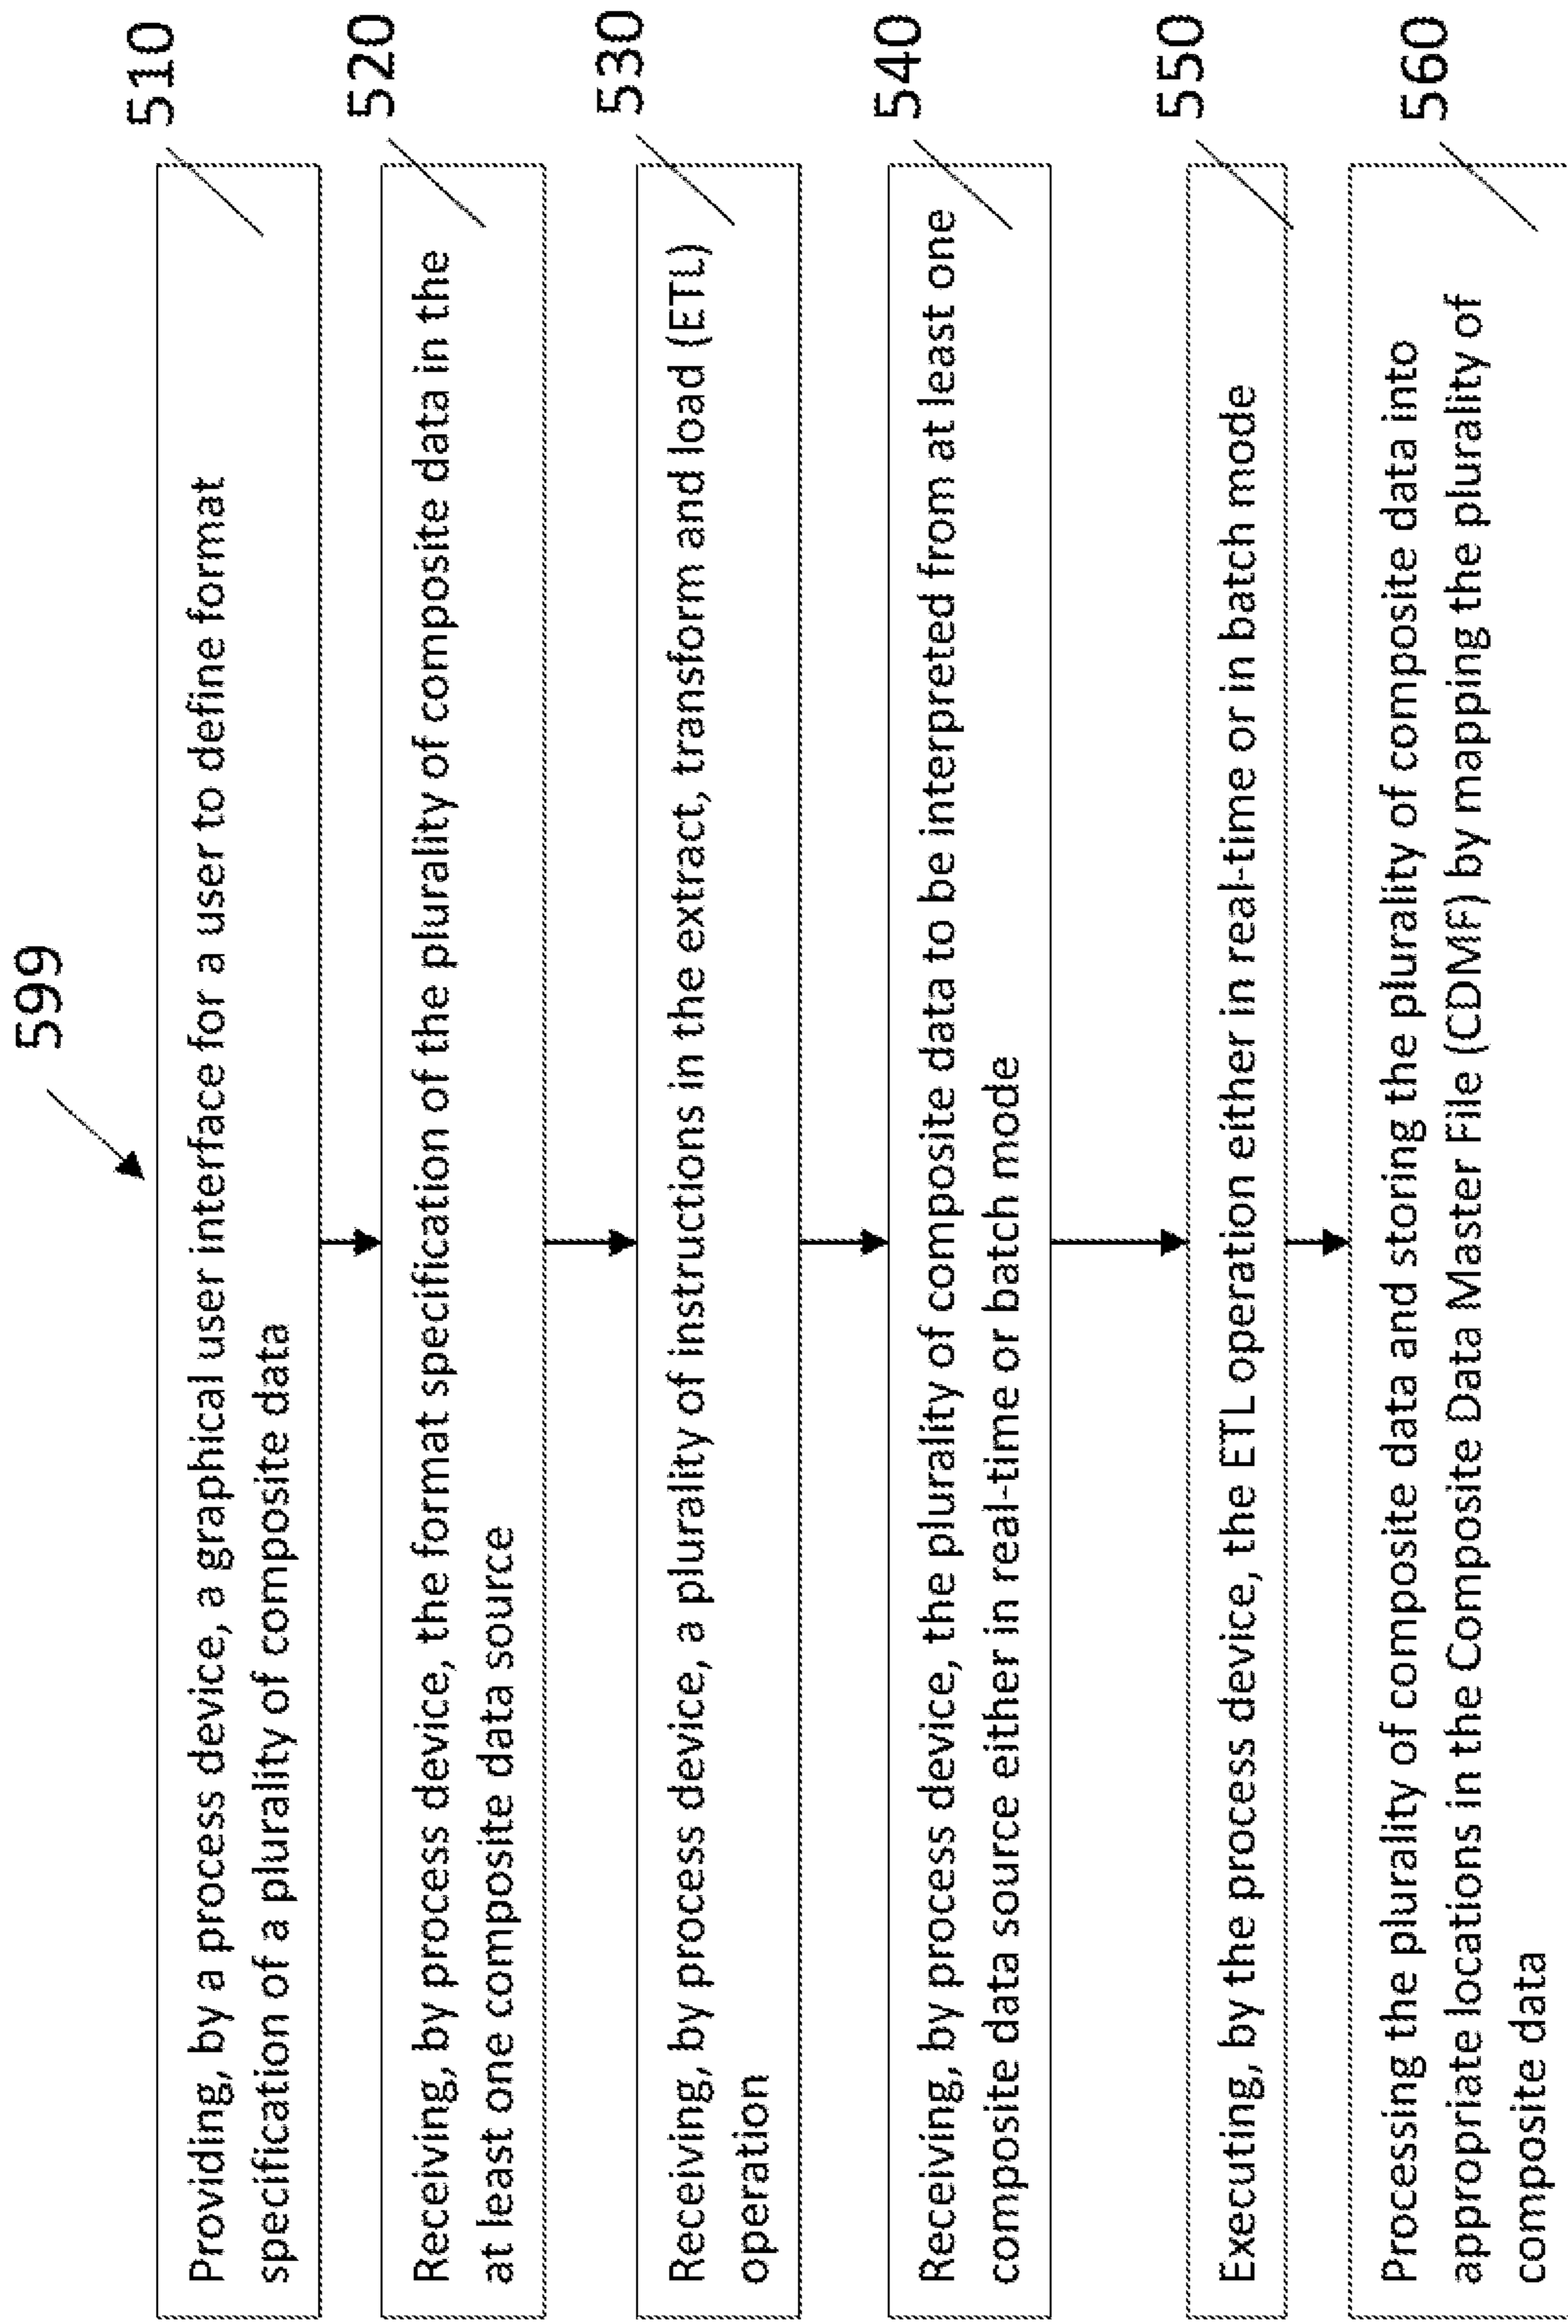 599
510
Providing, by a process device, a graphical user interface for a user to define format
specification of a plurality of composite data
520
Receiving, by process device, the format specification of the plurality of composite data in the
at least one composite data source
530
Receiving, by process device, a plurality of instructions in the extract, transform and load (ETL)
operation
540
Receiving, by process device, the plurality of composite data to be interpreted from at least one
composite data source either in real-time or batch mode
550
Executing, by the process device, the ETL operation either in real-time or in batch mode
560
Processing the plurality of composite data and storing the plurality of composite data into
appropriate locations in the Composite Data Master File (CDMF) by mapping the plurality of
composite data